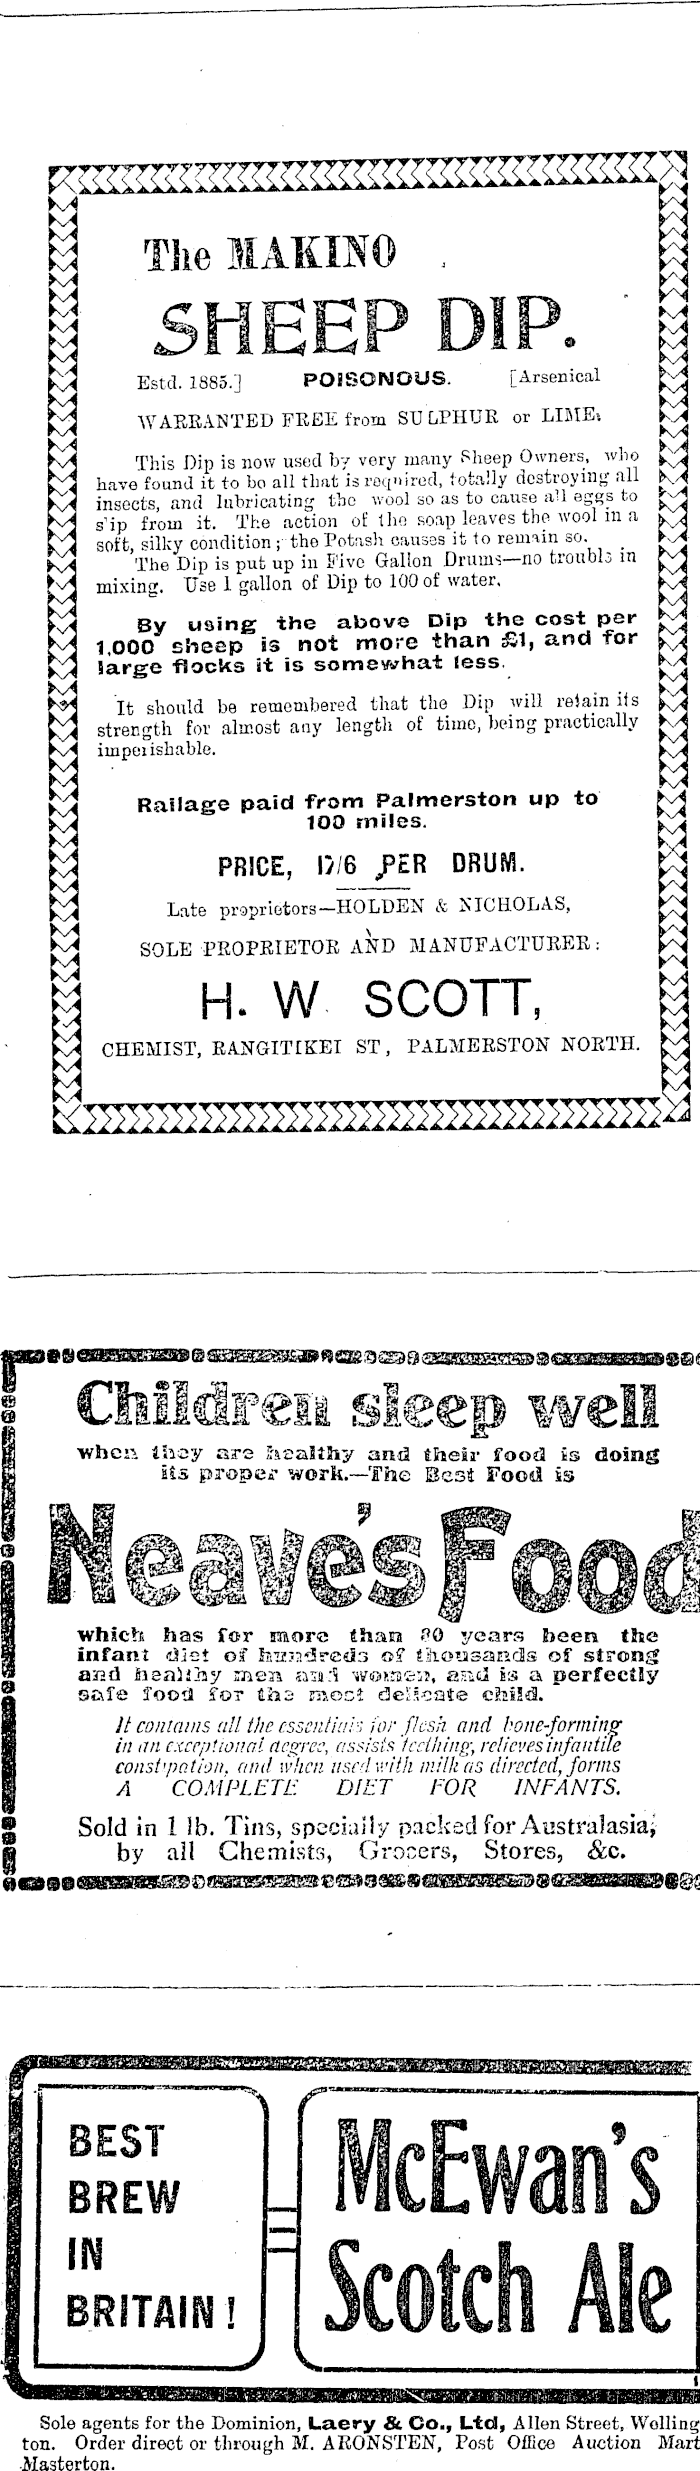 The MAKINO
SHEEP DIP.
Estd. 1885.] POISONOUS. [Arsenical
WARRANTED FREE from SULPHUR or LIME.
This Dip is now used by very many Sheep Owners, who
have found it to be all that is required, totally destroying all
insects, and lubricating the wool so as to cause all eggs to
slip from it. The action of the soap leaves the wool in a
soft, silky condition; the Potash causes it to remain so.
The Dip is put up in Five Gallon Drums—no trouble in
mixing. Use 1 gallon of Dip to 100 of water.
By using the above Dip the cost per
1,000 sheep is not more than £1, and for
large flocks it is somewhat less.
It should be remembered that the Dip will retain its
strength for almost any length of time, being practically
imperishable.
Railage paid from Palmerston up to
100 miles.
PRICE, 17/6 PER DRUM.
Late proprietors—HOLDEN & NICHOLAS,
SOLE PROPRIETOR AND MANUFACTURER:
H. W. SCOTT,
CHEMIST, RANGITIKEI ST, PALMERSTON NORTH.
Children sleep well
when they are healthy and their food is doing
its proper work.—The Best Food is
Neave's Food
which has for more than 80 years been the
infant diet of hundreds of thousands of strong
and healthy men and women, and is a perfectly
safe food for the most delicate child.
It contains all the essentials for flesh and bone-forming
in an exceptional degree, assists teething, relieves infantile
constipation, and when used with milk as directed, forms
A COMPLETE DIET FOR INFANTS.
Sold in 1 lb. Tins, specially packed for Australasia,
by all Chemists, Grocers, Stores, &c.
BEST
BREW
IN
BRITAIN!
McEwan's
Scotch Ale
Sole agents for the Dominion, Laery & Co., Ltd, Allen Street, Welling
ton. Order direct or through M. ARONSTEN, Post Office Auction Mart
Masterton.